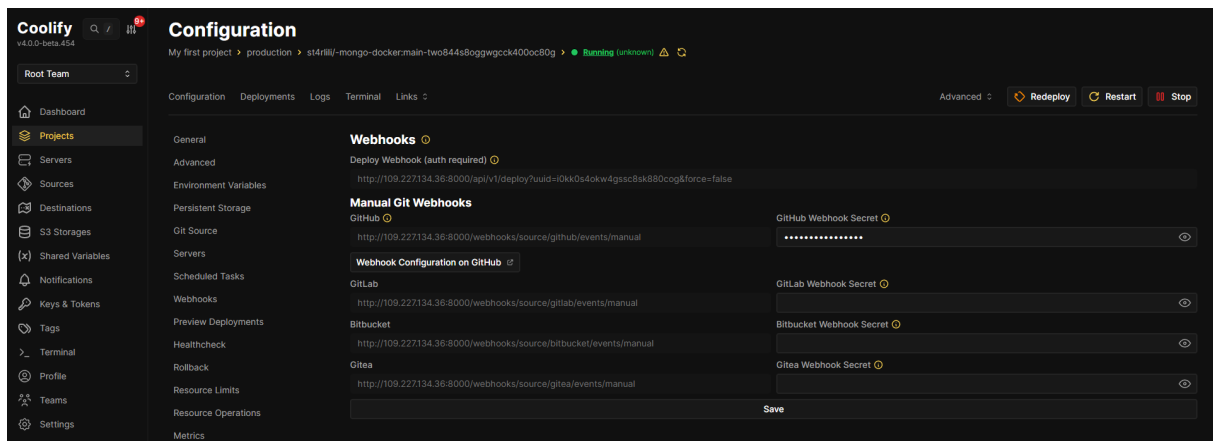 Coolify
v4.0.0-beta.454
/
9+
Root Team
Dashboard
Projects
Servers
Sources
Destinations
S3 Storages
{x} Shared Variables
Notifications
Keys & Tokens
Tags
>_ Terminal
Profile
Teams
Settings
Configuration
My first project > production > st4rlili/-mongo-docker:main-two844s8oggwgcck400oc80g > Running (unknown)
Configuration Deployments Logs Terminal Links
Advanced Redeploy Restart Stop
General
Advanced
Environment Variables
Persistent Storage
Git Source
Servers
Scheduled Tasks
Webhooks
Preview Deployments
Healthcheck
Rollback
Resource Limits
Resource Operations
Metrics
Webhooks
Deploy Webhook (auth required)
http://109.227.134.36:8000/api/v1/deploy?uuid=i0kk0s4okw4gssc8sk880cog&force=false
Manual Git Webhooks
GitHub
http://109.227.134.36:8000/webhooks/source/github/events/manual
GitHub Webhook Secret
•••••••••••••••
Webhook Configuration on GitHub
GitLab
http://109.227.134.36:8000/webhooks/source/gitlab/events/manual
GitLab Webhook Secret
Bitbucket
http://109.227.134.36:8000/webhooks/source/bitbucket/events/manual
Bitbucket Webhook Secret
Gitea
http://109.227.134.36:8000/webhooks/source/gitea/events/manual
Gitea Webhook Secret
Save